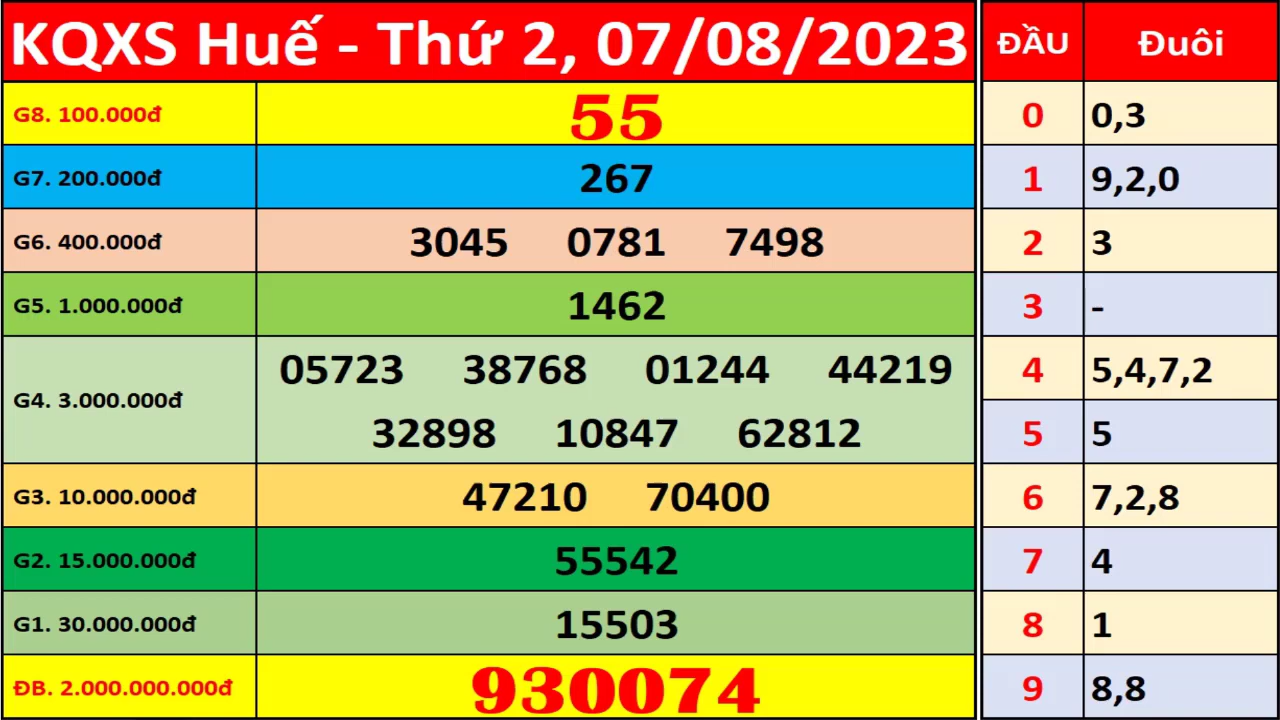 KQXS Huế - Thứ 2, 07/08/2023
G8. 100.000đ 55
G7. 200.000đ 267
G6. 400.000đ 3045 0781 7498
G5. 1.000.000đ 1462
G4. 3.000.000đ 05723 38768 01244 44219
32898 10847 62812
G3. 10.000.000đ 47210 70400
G2. 15.000.000đ 55542
G1. 30.000.000đ 15503
ĐB. 2.000.000.000đ 930074
ĐẦU Đuôi
0 0,3
1 9,2,0
2 3
3 -
4 5,4,7,2
5 5
6 7,2,8
7 4
8 1
9 8,8